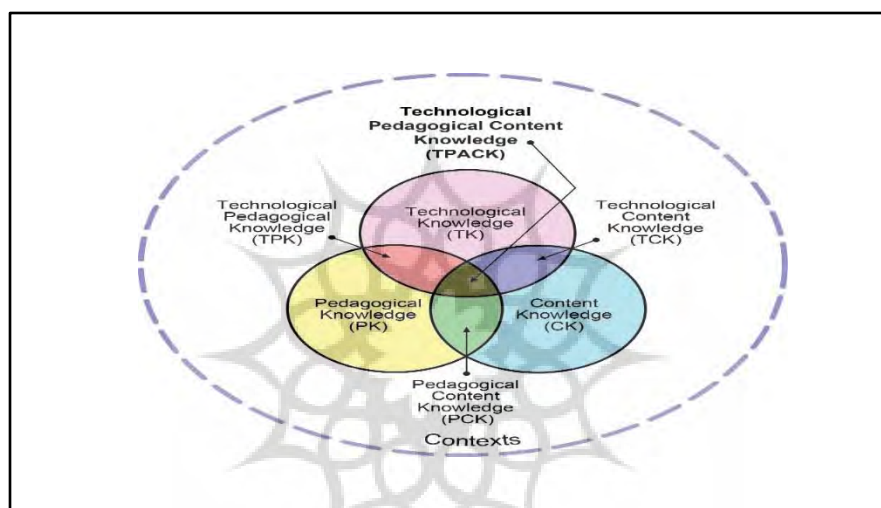 Technological
Pedagogical Content
Knowledge
(TPACK)
Technological
Pedagogical
Knowledge
(TPK)
Technological
Knowledge
(TK)
Technological
Content
Knowledge
(TCK)
Pedagogical
Knowledge
(PK)
Content
Knowledge
(CK)
Pedagogical
Content
Knowledge
(PCK)
Contexts